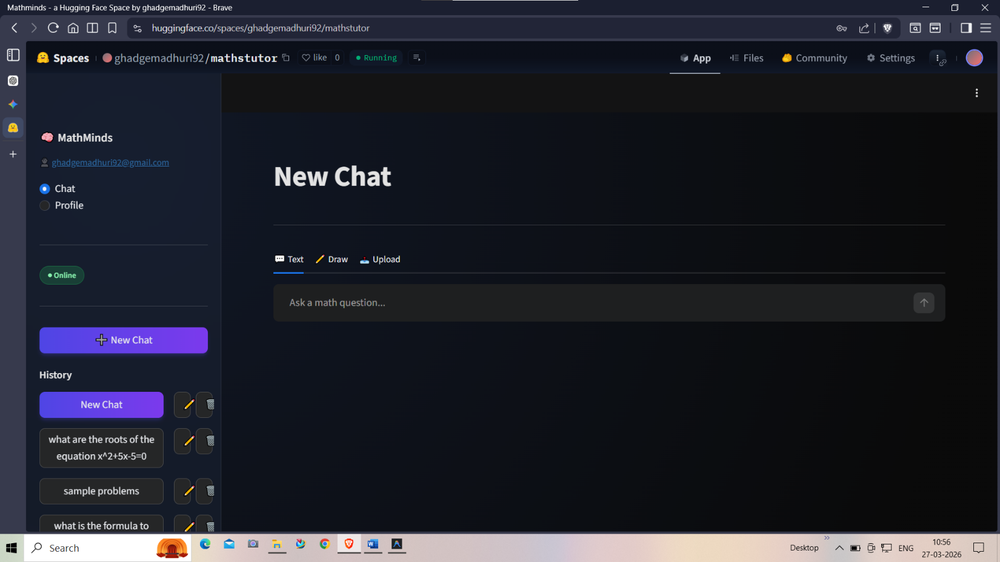 Mathminds - a Hugging Face Space by ghadgemadhuri92 - Brave
huggingface.co/spaces/ghadgemadhuri92/mathstutor
Spaces ghadgemadhuri92/mathstutor like 0 Running App Files Community Settings
MathMinds
ghadgemadhuri92@gmail.com
Chat
Profile
Online
New Chat
History
New Chat
what are the roots of the
equation x^2+5x-5=0
sample problems
what is the formula to
New Chat
Text Draw Upload
Ask a math question...
Search
Desktop ENG
10:56
27-03-2026